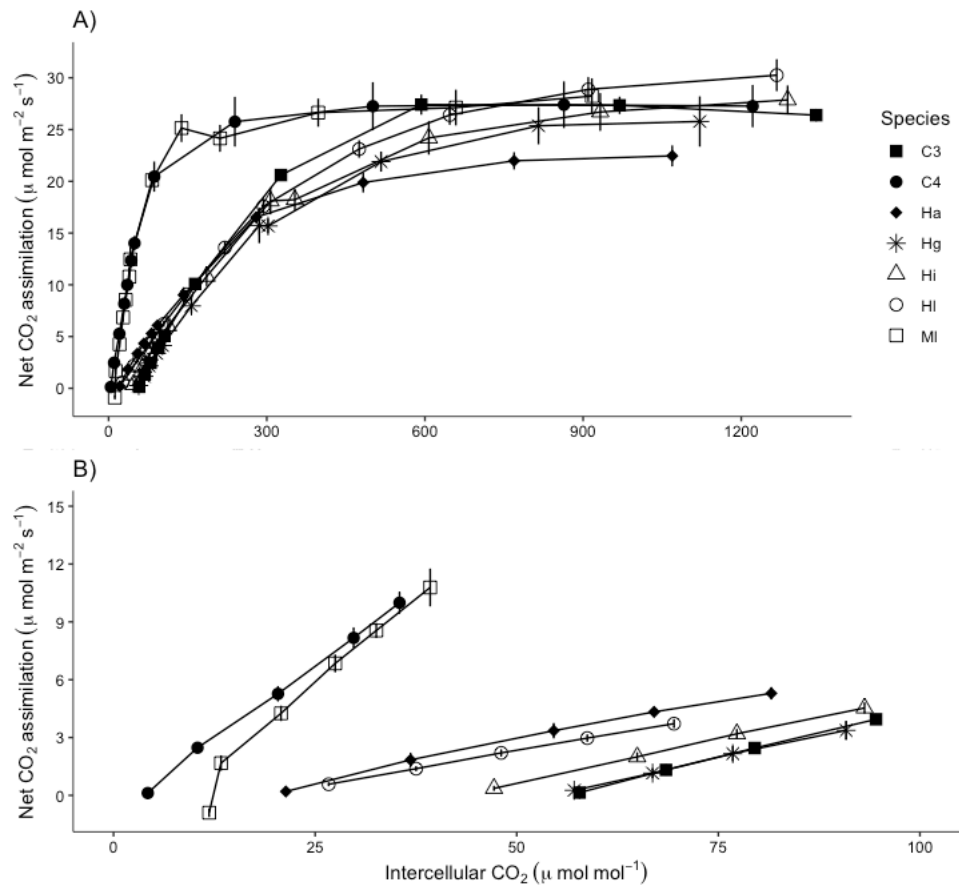 A)
Net CO2 assimilation (μ mol m−2 s−1)
30
25
20
15
10
5
0
0 300 600 900 1200
Species
C3
C4
Ha
Hg
Hi
Hl
Ml
B)
Net CO2 assimilation (μ mol m−2 s−1)
15
12
9
6
3
0
0 25 50 75 100
Intercellular CO2 (μ mol mol−1)